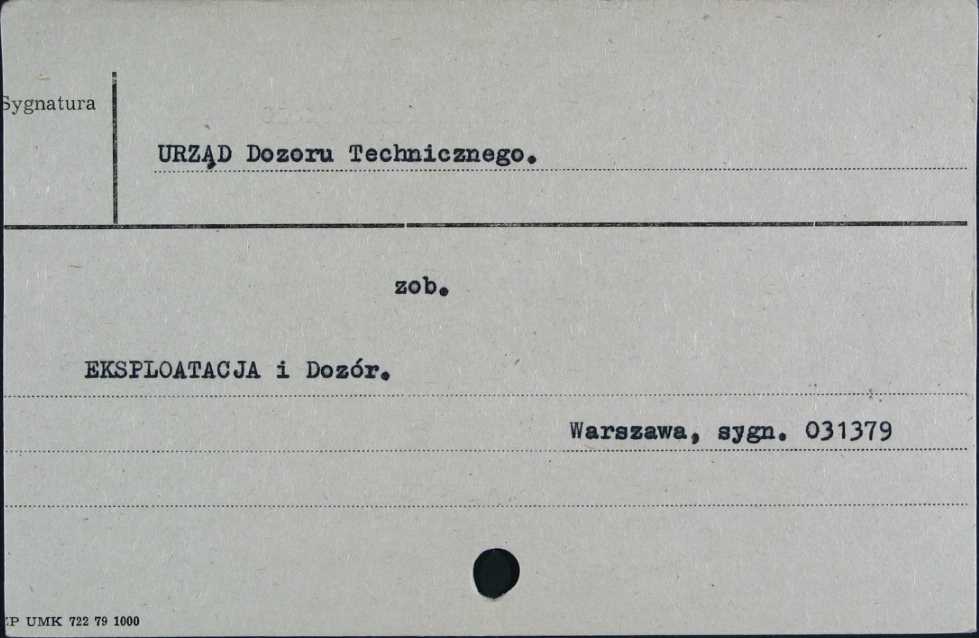 Sygnatura
URZĄD Dozoru Technicznego.
zob.
EKSPLOATACJA i Dozór.
Warszawa, sygn. 031379
UMK 722 79 1000